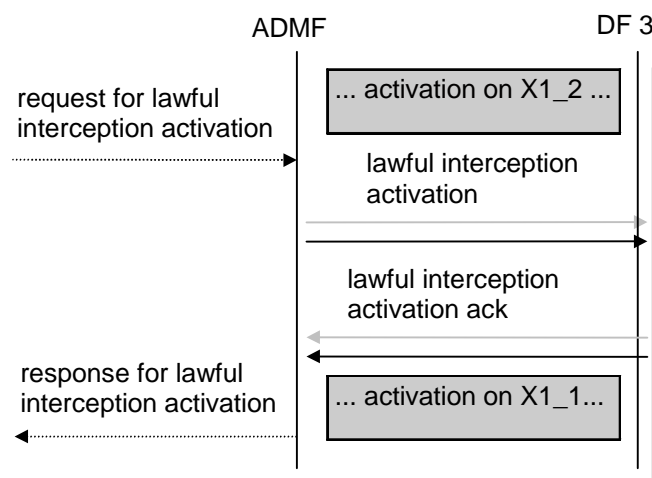 ADMF DF 3
... activation on X1_2 ...
request for lawful
interception activation
lawful interception
activation
lawful interception
activation ack
response for lawful
interception activation
... activation on X1_1...